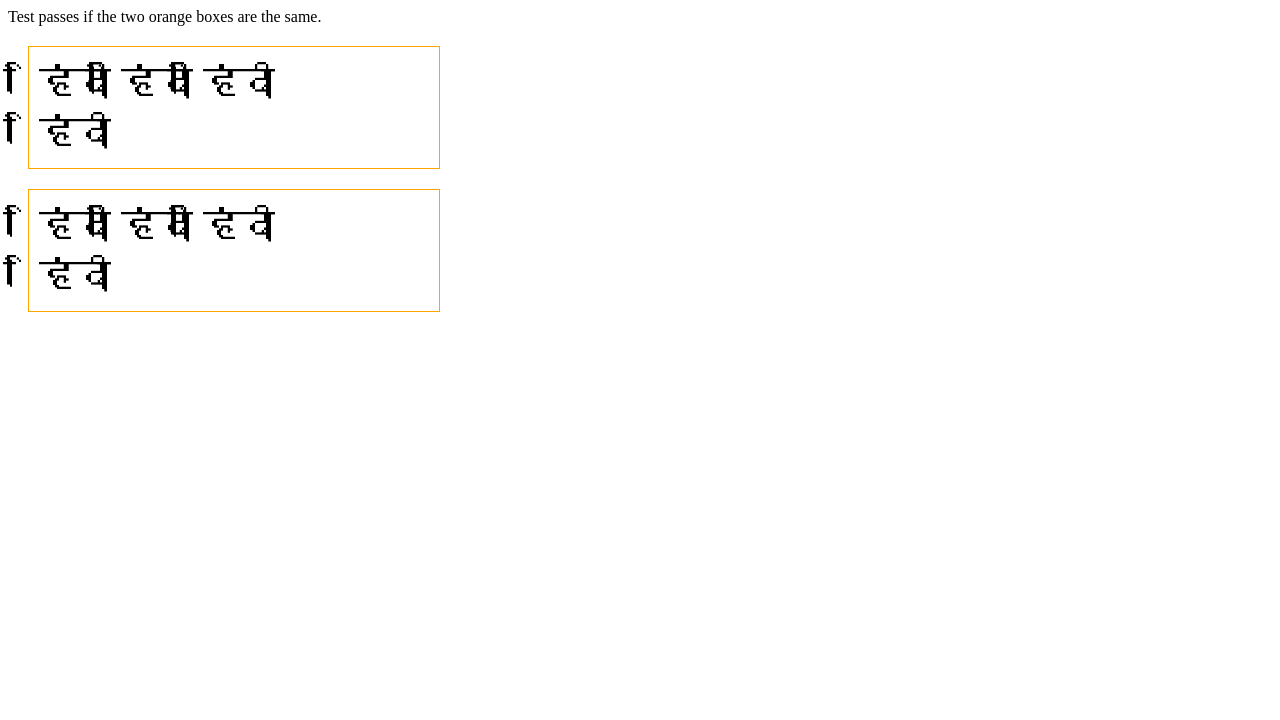 Test passes if the two orange boxes are the same.
हिंदी हिंदी हिंदी
हिंदी
हिंदी हिंदी हिंदी
हिंदी